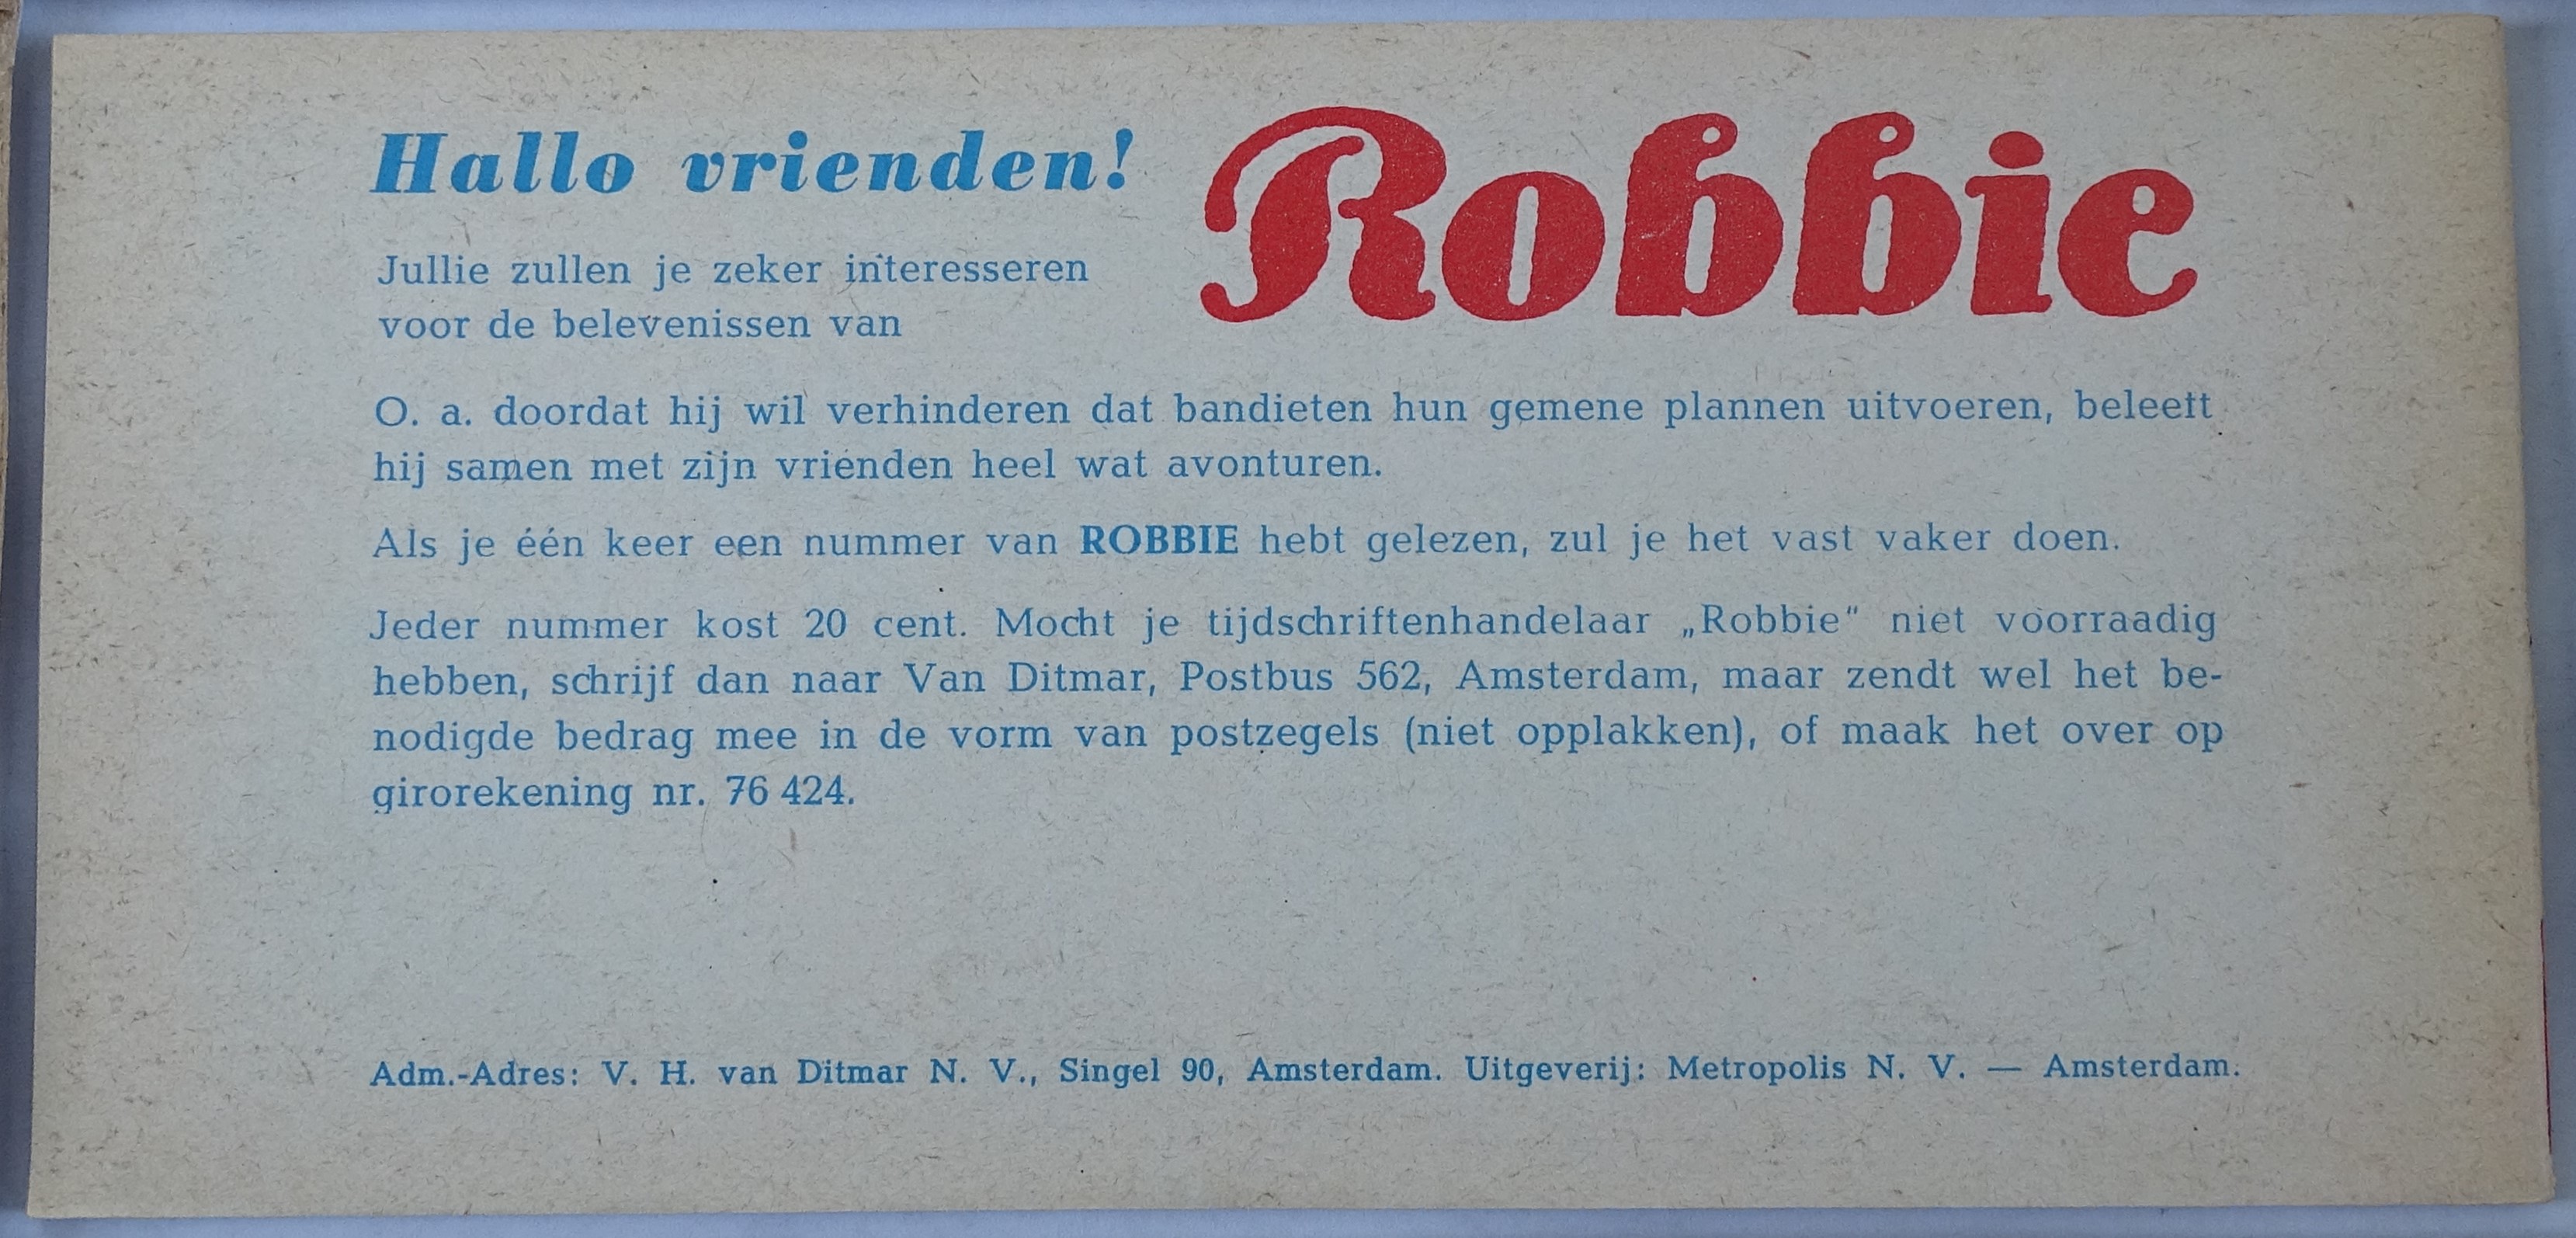 Hallo vrienden!
Jullie zullen je zeker interesseren
voor de belevenissen van
Robbie
O. a. doordat hij wil verhinderen dat bandieten hun gemene plannen uitvoeren, beleeft
hij samen met zijn vrienden heel wat avonturen.
Als je één keer een nummer van ROBBIE hebt gelezen, zul je het vast vaker doen.
Jeder nummer kost 20 cent. Mocht je tijdschriftenhandelaar „Robbie“ niet voorraadig
hebben, schrijf dan naar Van Ditmar, Postbus 562, Amsterdam, maar zendt wel het be-
nodigde bedrag mee in de vorm van postzegels (niet opplakken), of maak het over op
girorekening nr. 76 424.
Adm.-Adres: V. H. van Ditmar N. V., Singel 90, Amsterdam. Uitgeverij: Metropolis N. V. — Amsterdam.